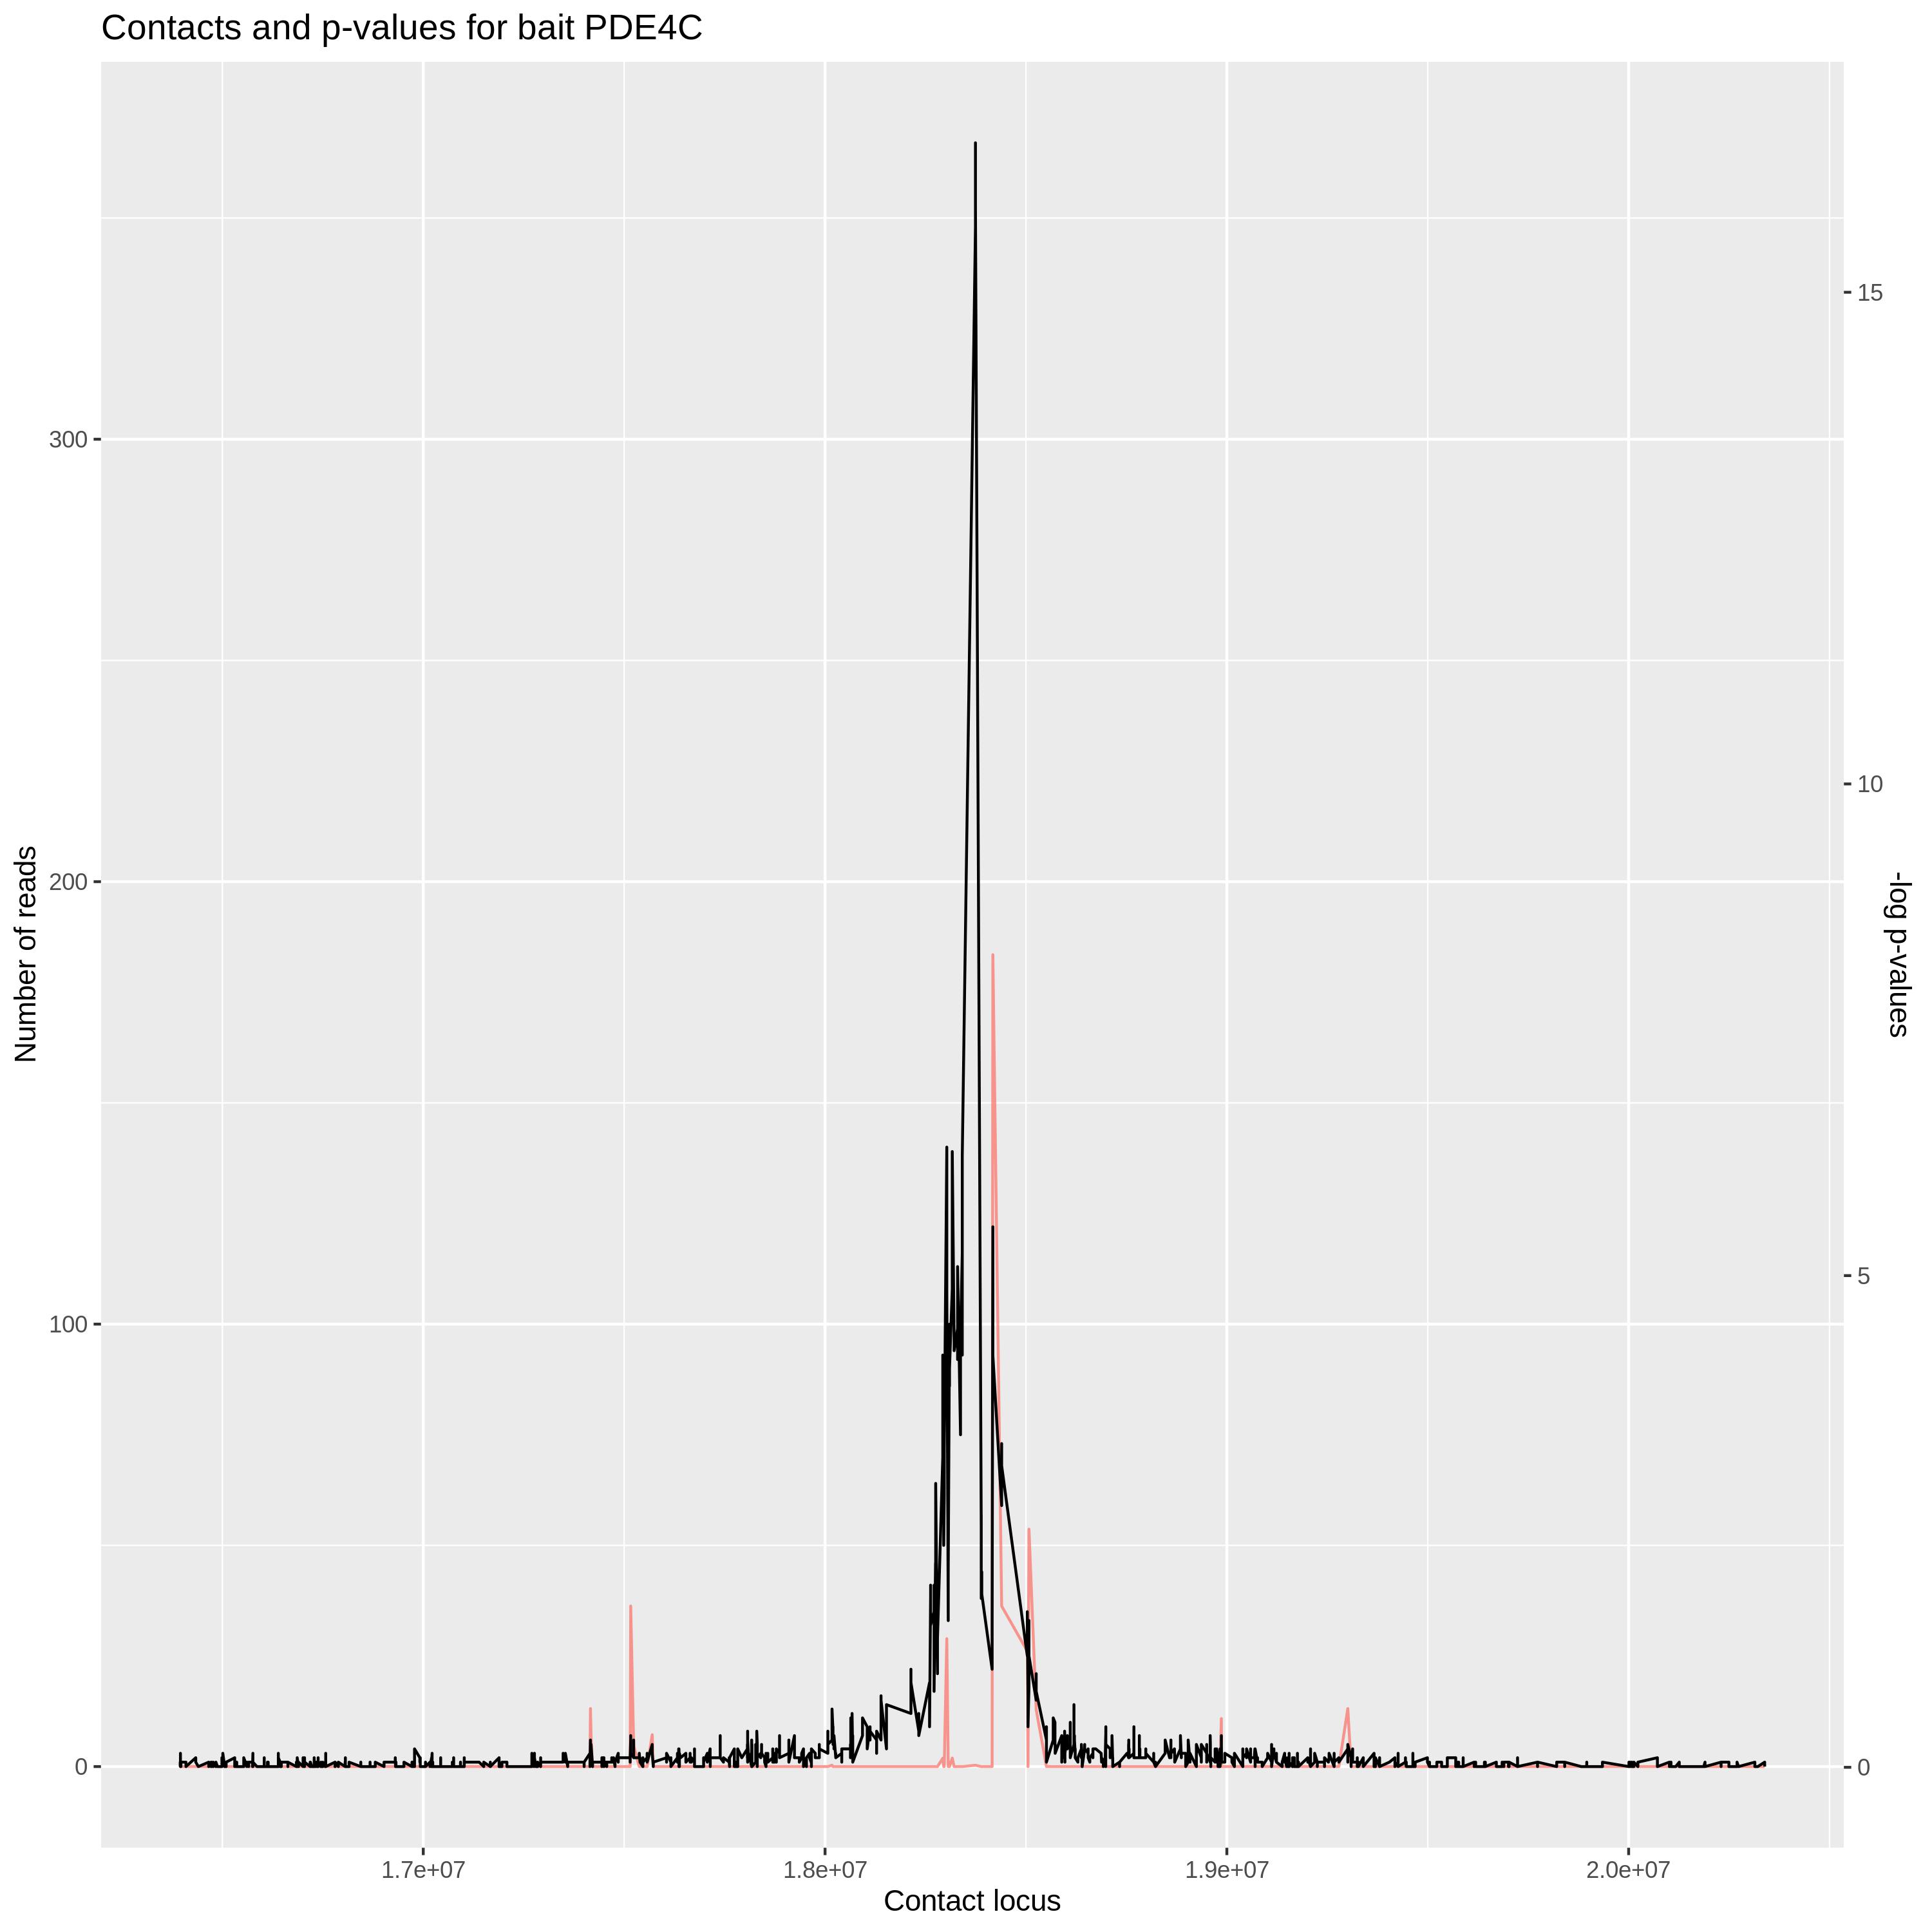 Contacts and p-values for bait PDE4C
300
200
100
0
Number of reads
15
10
5
0
-log p-values
1.7e+07
1.8e+07
1.9e+07
2.0e+07
Contact locus